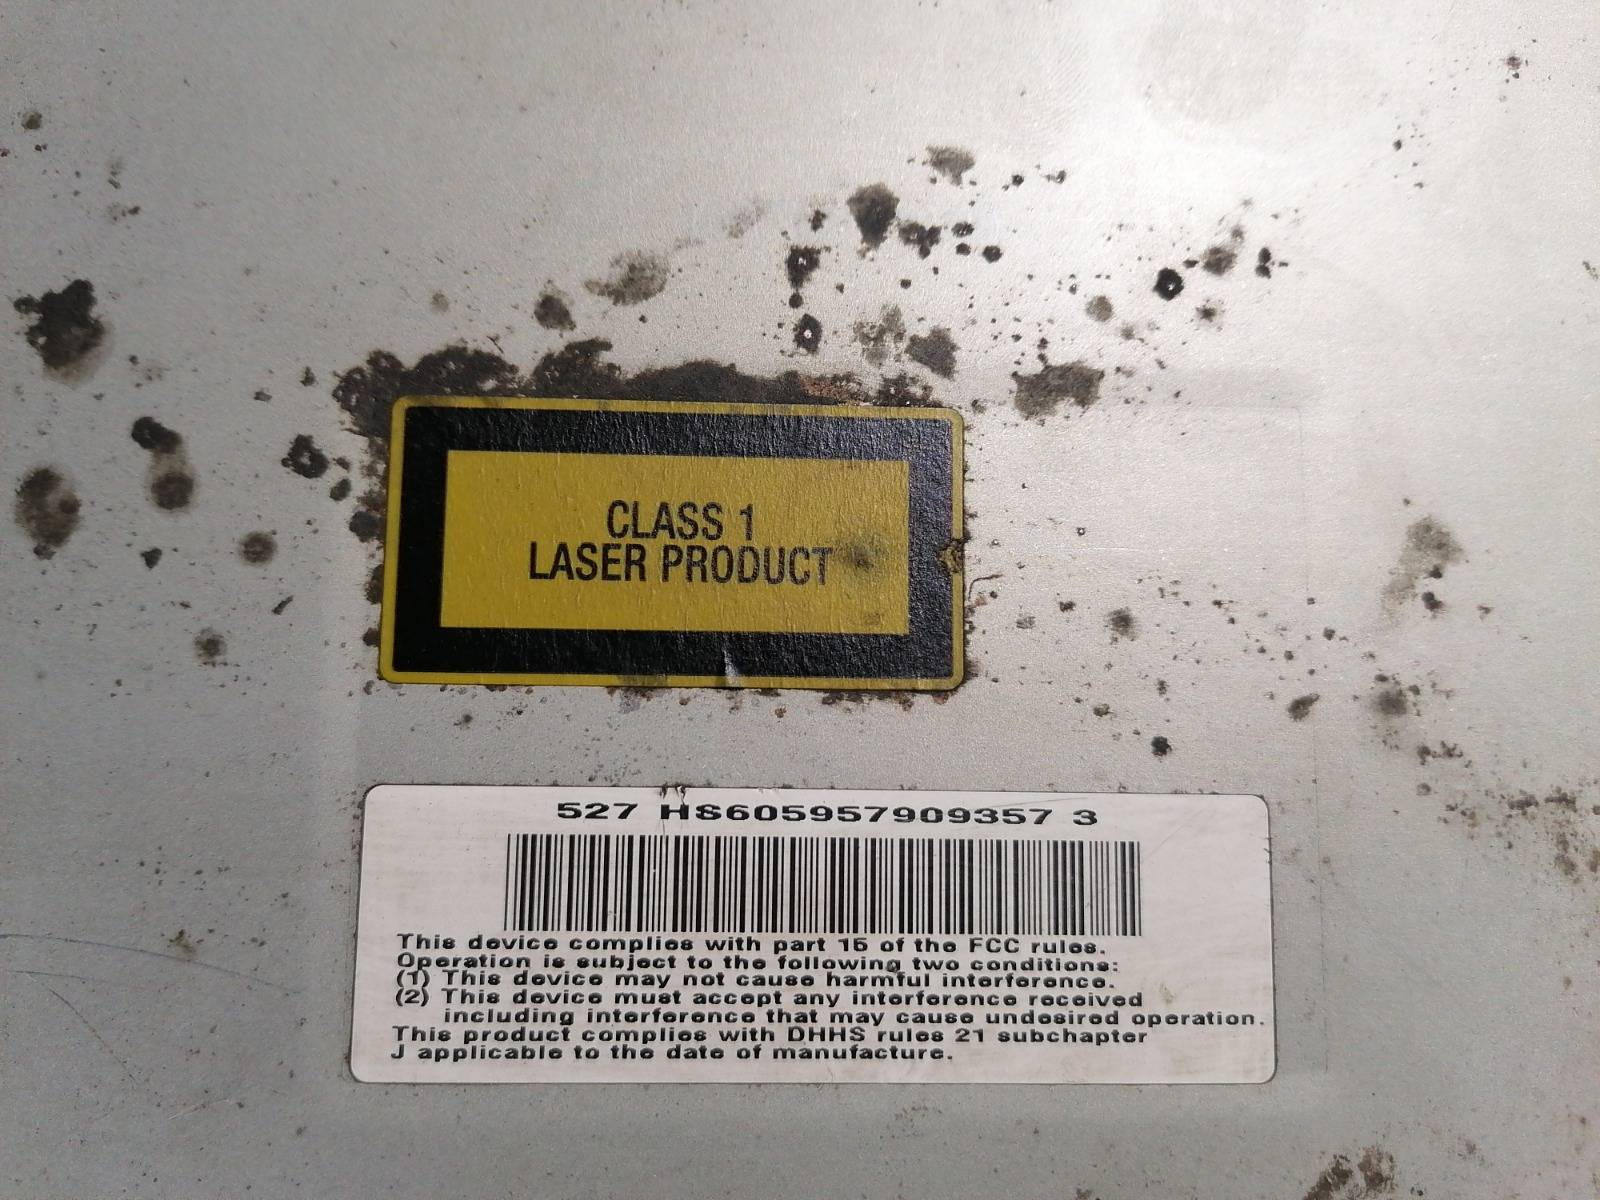 CLASS 1
LASER PRODUCT
527 HS605957909357 3
This device complies with part 15 of the FCC rules.
Operation is subject to the following two conditions:
(1) This device may not cause harmful interference.
(2) This device must accept any interference received
including interference that may cause undesired operation.
This product complies with DHHS rules 21 subchapter
J applicable to the date of manufacture.